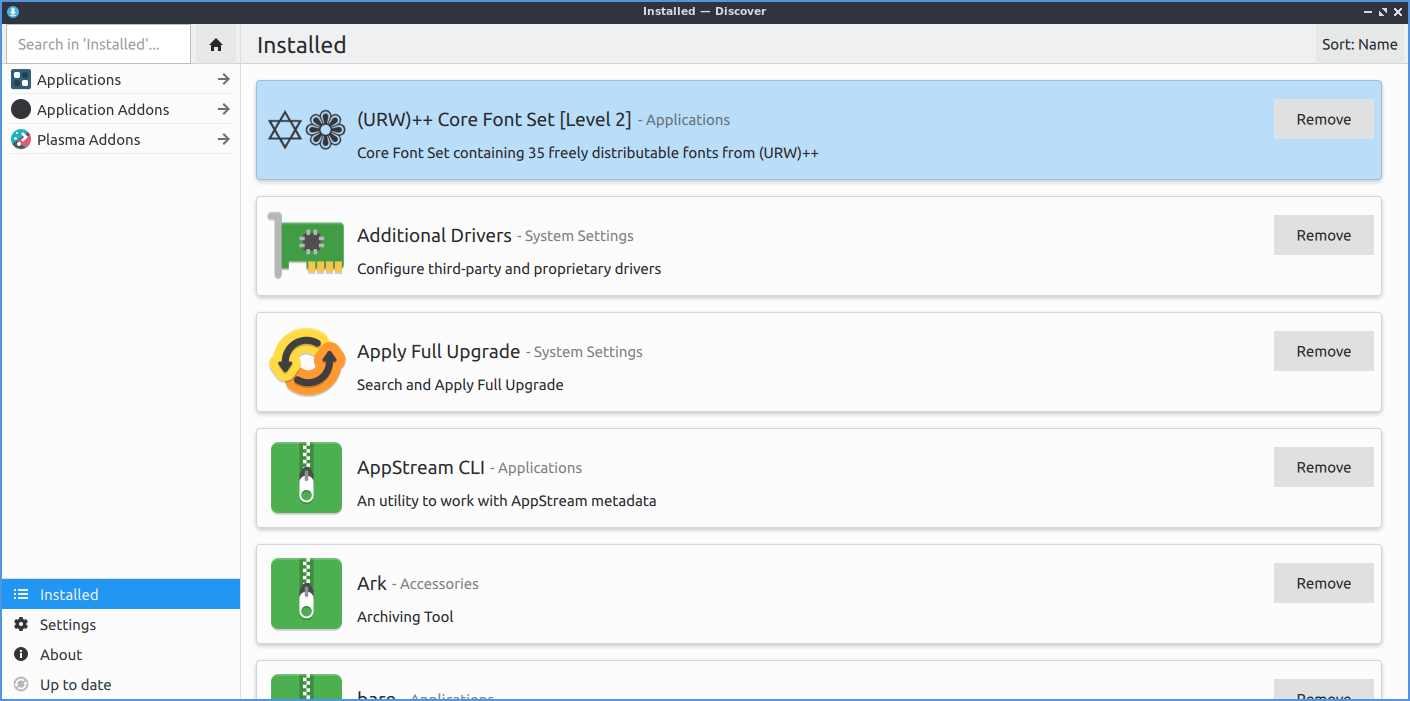 Installed — Discover
Search in 'Installed'...
Installed
Sort: Name
Applications
Application Addons
Plasma Addons
Installed
Settings
About
Up to date
(URW)++ Core Font Set [Level 2] - Applications
Core Font Set containing 35 freely distributable fonts from (URW)++
Remove
Additional Drivers - System Settings
Configure third-party and proprietary drivers
Remove
Apply Full Upgrade - System Settings
Search and Apply Full Upgrade
Remove
AppStream CLI - Applications
An utility to work with AppStream metadata
Remove
Ark - Accessories
Archiving Tool
Remove
bare - Applications
Remove